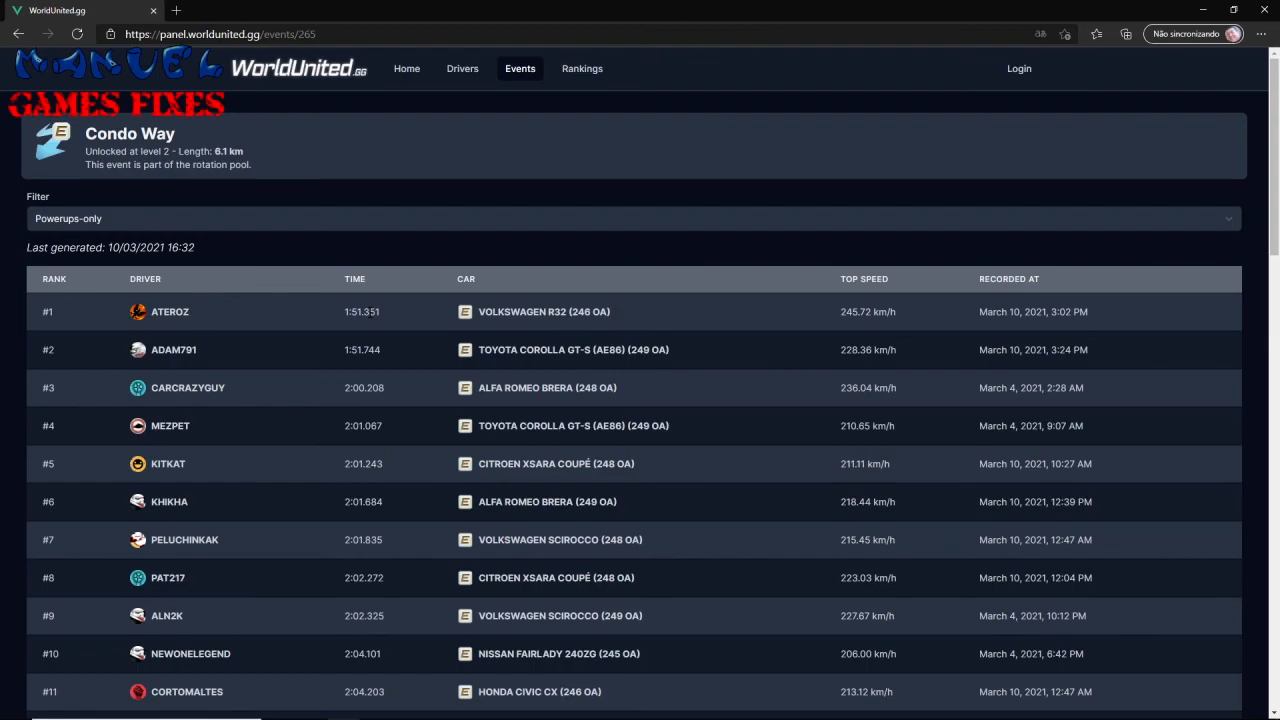 WorldUnited.gg
https://panel.worldunited.gg/events/265
Não sincronizando
MANUEL
GAMES FIXES
WORLDUNITED.GG
Home
Drivers
Events
Rankings
Login
E
Condo Way
Unlocked at level 2 - Length: 6.1 km
This event is part of the rotation pool.
Filter
Powerups-only
Last generated: 10/03/2021 16:32
RANK DRIVER TIME CAR TOP SPEED RECORDED AT
#1 ATEROZ 1:51.351 E VOLKSWAGEN R32 (246 OA) 245.72 km/h March 10, 2021, 3:02 PM
#2 ADAM791 1:51.744 E TOYOTA COROLLA GT-S (AE86) (249 OA) 228.36 km/h March 10, 2021, 3:24 PM
#3 CARCRAZYGUY 2:00.208 E ALFA ROMEO BRERA (248 OA) 236.04 km/h March 4, 2021, 2:28 AM
#4 MEZPET 2:01.067 E TOYOTA COROLLA GT-S (AE86) (249 OA) 210.65 km/h March 4, 2021, 9:07 AM
#5 KITKAT 2:01.243 E CITROEN XSARA COUPÉ (248 OA) 211.11 km/h March 10, 2021, 10:27 AM
#6 KHIKHA 2:01.684 E ALFA ROMEO BRERA (249 OA) 218.44 km/h March 10, 2021, 12:39 PM
#7 PELUCHINKAK 2:01.835 E VOLKSWAGEN SCIROCCO (248 OA) 215.45 km/h March 10, 2021, 12:47 AM
#8 PAT217 2:02.272 E CITROEN XSARA COUPÉ (248 OA) 223.03 km/h March 10, 2021, 12:04 PM
#9 ALN2K 2:02.325 E VOLKSWAGEN SCIROCCO (249 OA) 227.67 km/h March 4, 2021, 10:12 PM
#10 NEWONELEGEND 2:04.101 E NISSAN FAIRLADY 240ZG (245 OA) 206.00 km/h March 4, 2021, 6:42 PM
#11 CORTOMALTES 2:04.203 E HONDA CIVIC CX (246 OA) 213.12 km/h March 10, 2021, 12:47 AM